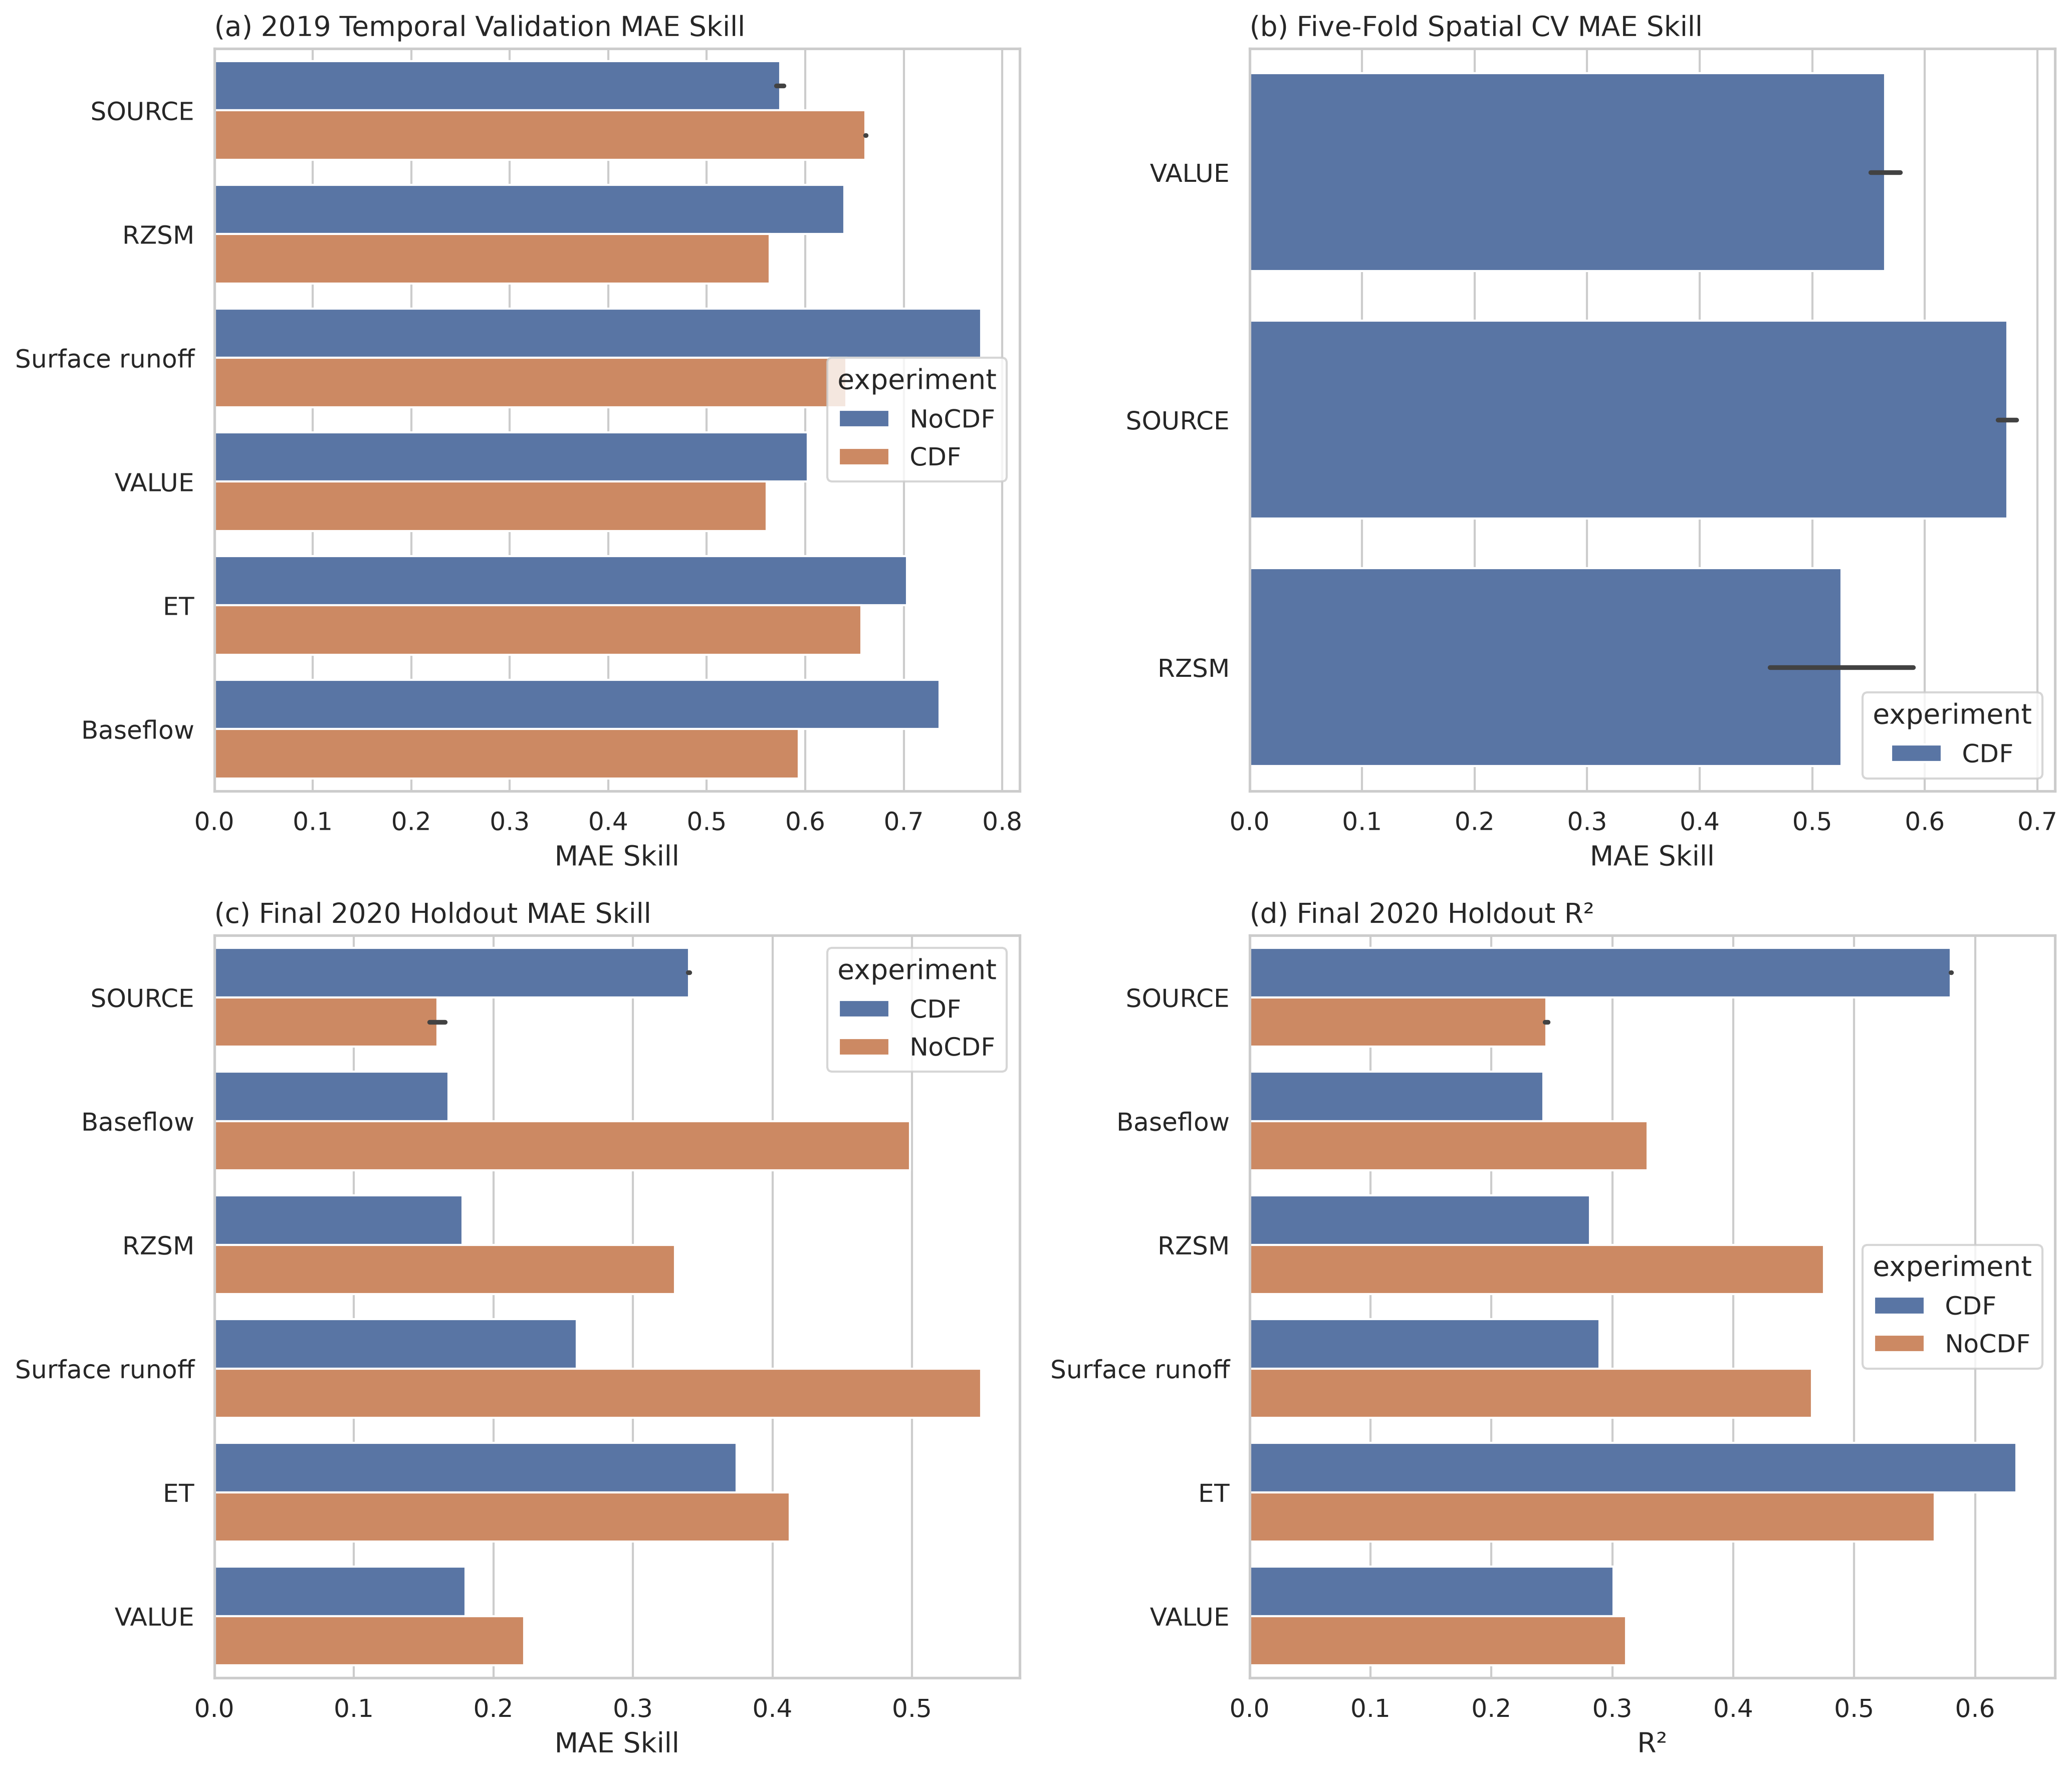 (a) 2019 Temporal Validation MAE Skill
SOURCE
RZSM
Surface runoff
VALUE
ET
Baseflow
experiment
NoCDF
CDF
0.0 0.1 0.2 0.3 0.4 0.5 0.6 0.7 0.8
MAE Skill
(b) Five-Fold Spatial CV MAE Skill
VALUE
SOURCE
RZSM
experiment
CDF
0.0 0.1 0.2 0.3 0.4 0.5 0.6 0.7
MAE Skill
(c) Final 2020 Holdout MAE Skill
SOURCE
Baseflow
RZSM
Surface runoff
ET
VALUE
experiment
CDF
NoCDF
0.0 0.1 0.2 0.3 0.4 0.5
MAE Skill
(d) Final 2020 Holdout R²
SOURCE
Baseflow
RZSM
Surface runoff
ET
VALUE
experiment
CDF
NoCDF
0.0 0.1 0.2 0.3 0.4 0.5 0.6
R²